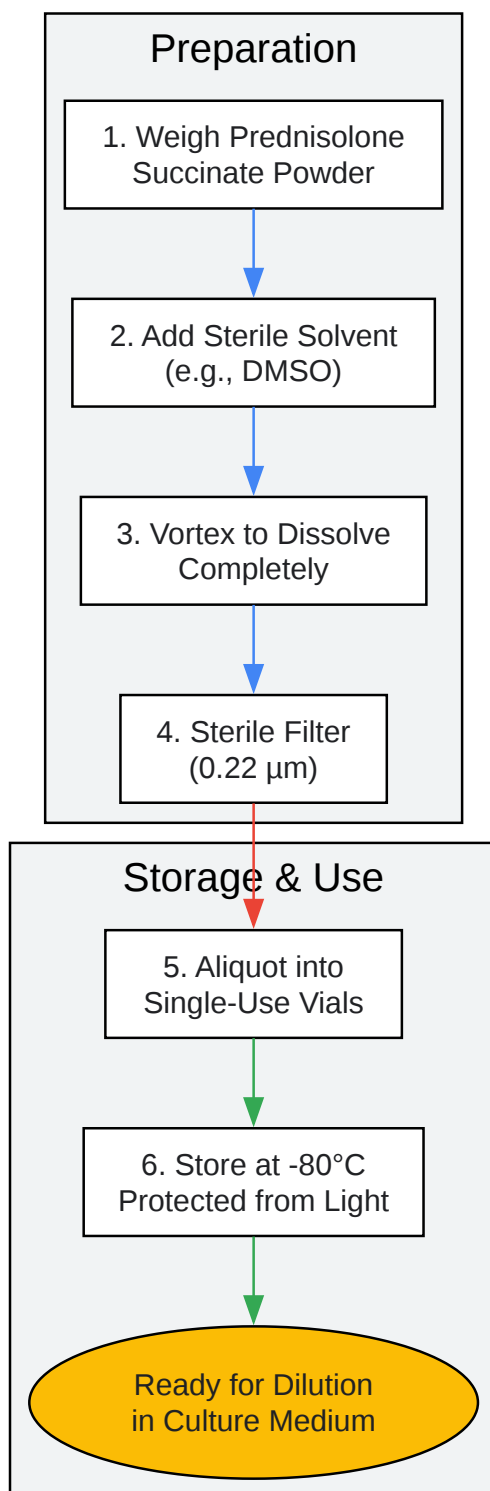 Preparation
1. Weigh Prednisolone
Succinate Powder
2. Add Sterile Solvent
(e.g., DMSO)
3. Vortex to Dissolve
Completely
4. Sterile Filter
(0.22 µm)
Storage & Use
5. Aliquot into
Single-Use Vials
6. Store at -80°C
Protected from Light
Ready for Dilution
in Culture Medium